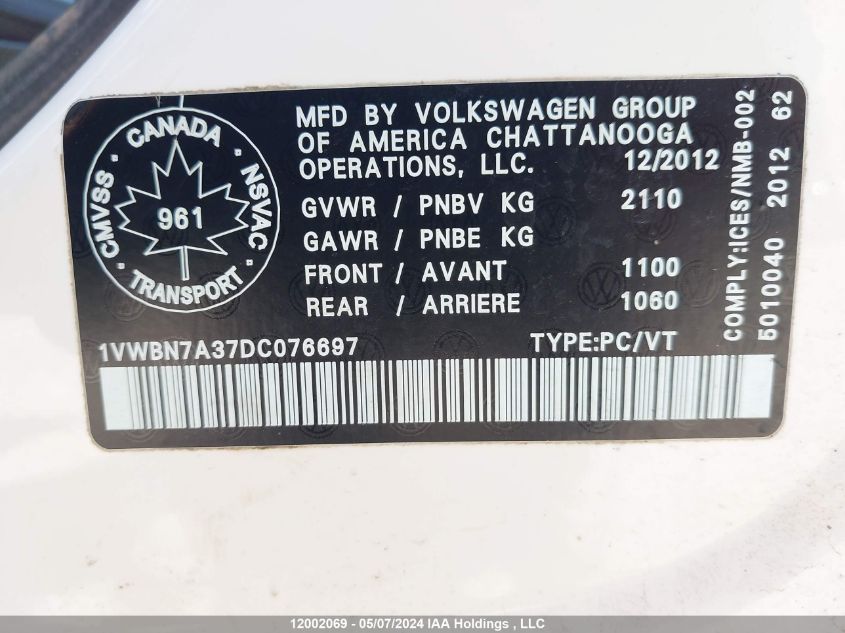 CMVSS · CANADA · NSVAC · TRANSPORT ·
961
MFD BY VOLKSWAGEN GROUP
OF AMERICA CHATTANOOGA
OPERATIONS, LLC. 12/2012
GVWR / PNBV KG 2110
GAWR / PNBE KG
FRONT / AVANT 1100
REAR / ARRIERE 1060
COMPLY:ICES/NMB-002
5010040 2012 62
1VWBN7A37DC076697 TYPE:PC/VT
12002069 - 05/07/2024 IAA Holdings , LLC